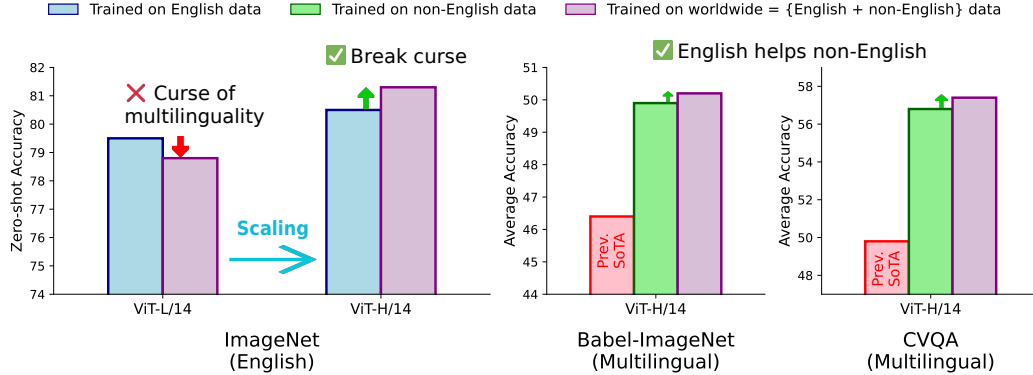 Trained on English data
Trained on non-English data
Trained on worldwide = {English + non-English} data
Break curse
English helps non-English
Curse of
multilinguality
Scaling
Zero-shot Accuracy
82
81
80
79
78
77
76
75
74
ViT-L/14
ViT-H/14
ImageNet
(English)
Average Accuracy
51
50
49
48
47
46
45
44
Prev.
SoTA
ViT-H/14
Babel-ImageNet
(Multilingual)
Average Accuracy
58
56
54
52
50
48
Prev.
SoTA
ViT-H/14
CVQA
(Multilingual)